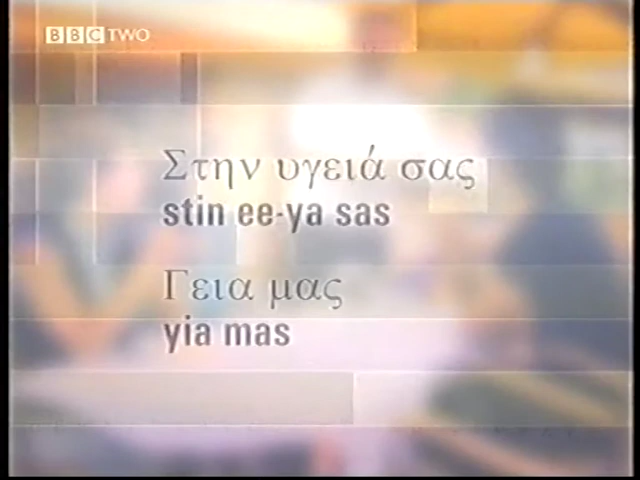 BBC TWO
Στην υγειά σας
stin ee-ya sas
Γεια μας
yia mas